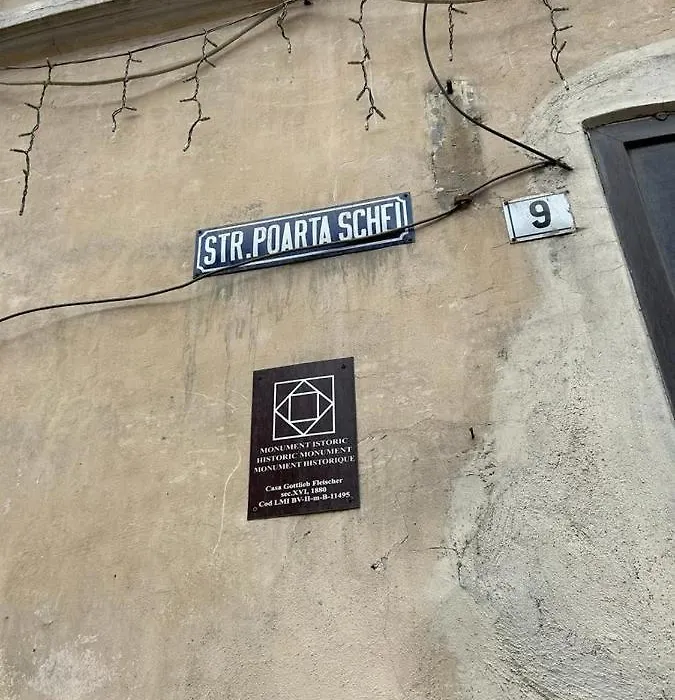 STR.POARTA SCHEI
9
MONUMENT ISTORIC
HISTORIC MONUMENT
MONUMENT HISTORIQUE
Casa Gottlieb Fleischer
sec.XVI, 1880
Cod LMI BV-II-m-B-11495